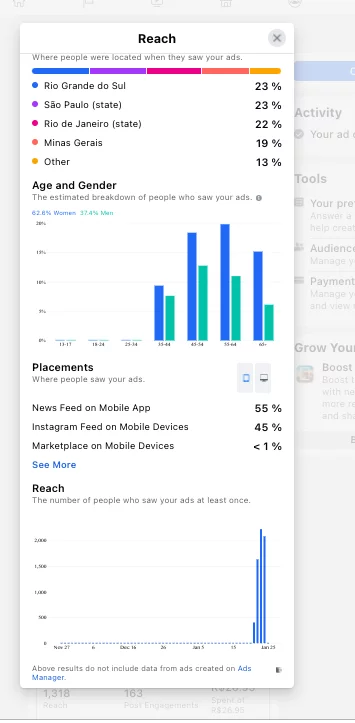 Reach
Where people were located when they saw your ads.
Rio Grande do Sul 23 %
São Paulo (state) 23 %
Rio de Janeiro (state) 22 %
Minas Gerais 19 %
Other 13 %
Age and Gender
The estimated breakdown of people who saw your ads.
62.6% Women 37.4% Men
20%
15%
10%
5%
0%
13-17 18-24 25-34 35-44 45-54 55-64 65+
Placements
Where people saw your ads.
News Feed on Mobile App 55 %
Instagram Feed on Mobile Devices 45 %
Marketplace on Mobile Devices < 1 %
See More
Reach
The number of people who saw your ads at least once.
2,000
1,500
1,000
500
0
Nov 27 6 Dec 16 26 Jan 5 15 Jan 25
Above results do not include data from ads created on Ads
Manager.
Activity
Your ad
Tools
Your pre
Answer a
help creat
Audience
Manage y
Payment
Manage y
and view
Grow Your
Boost
Boost
with ne
more re
and sha
1,318
Reach
163
Post Engagements
R$26.95
Spent at
R$26.95